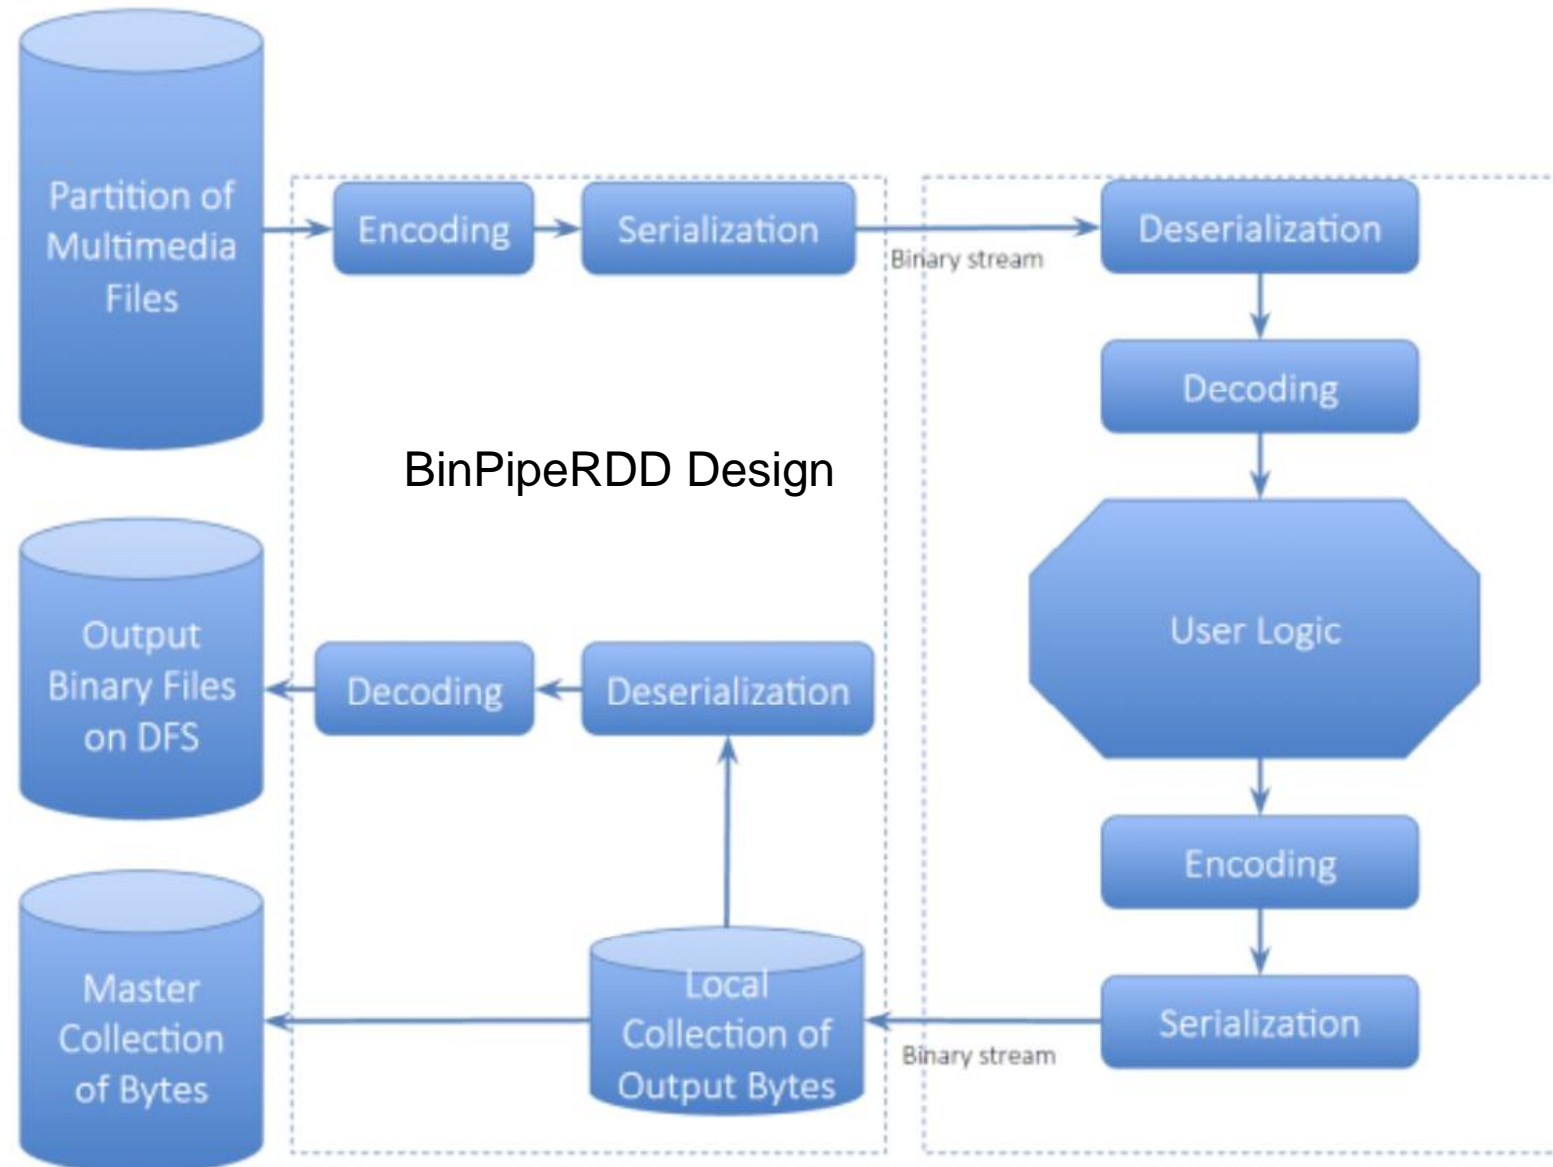 Partition of
Multimedia
Files
Encoding
Serialization
Binary stream
Deserialization
Decoding
BinPipeRDD Design
User Logic
Output
Binary Files
on DFS
Decoding
Deserialization
Encoding
Master
Collection
of Bytes
Local
Collection of
Output Bytes
Binary stream
Serialization